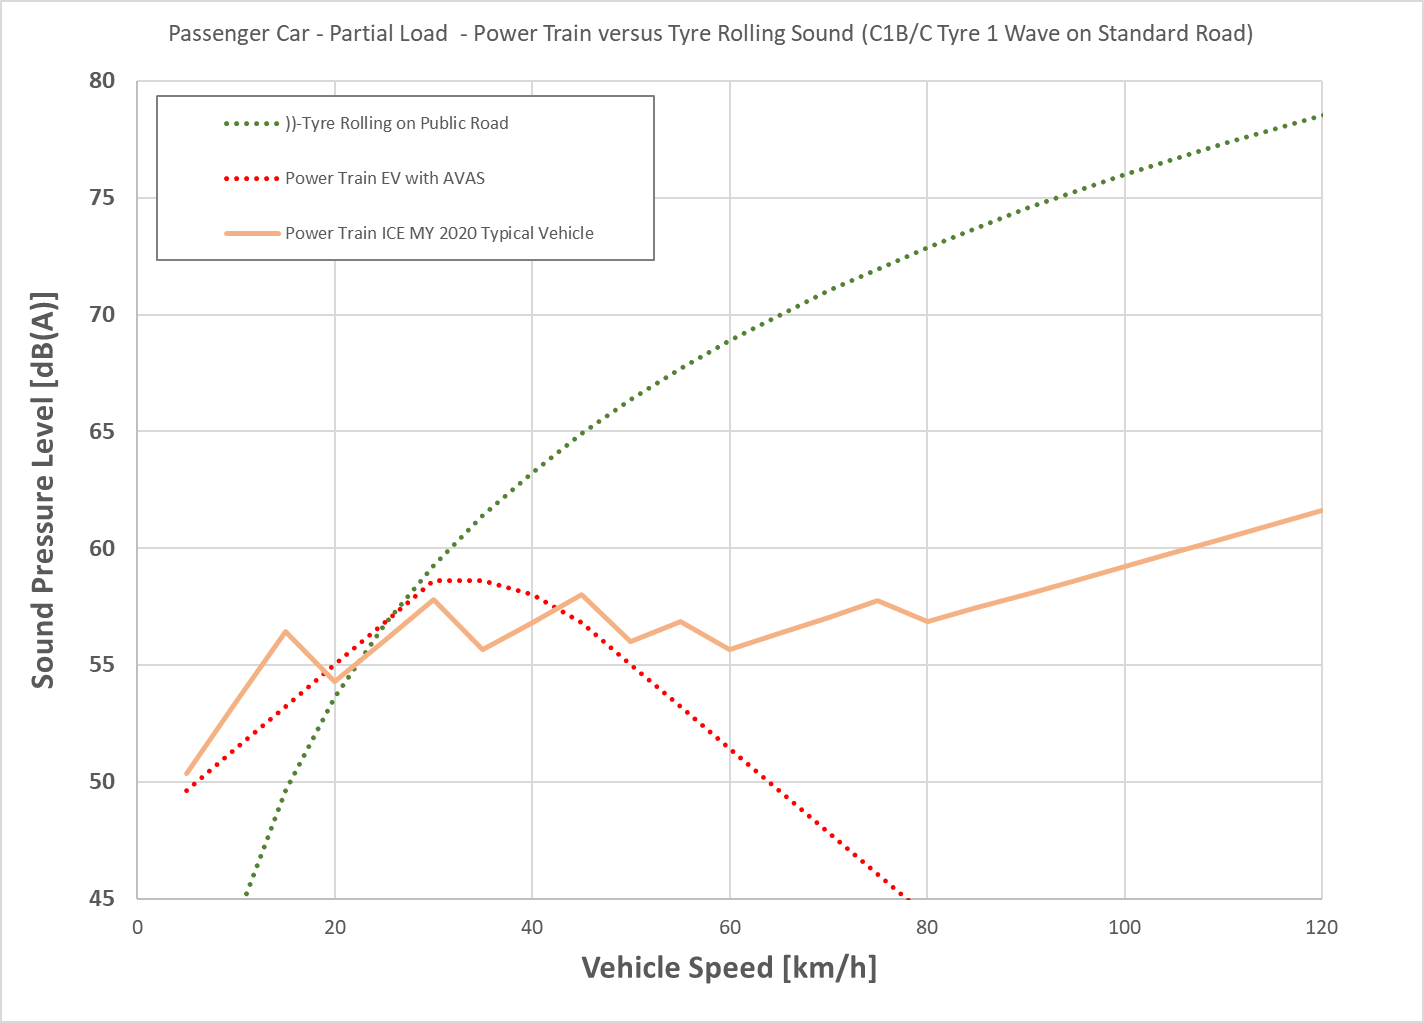 Passenger Car - Partial Load  - Power Train versus Tyre Rolling Sound (C1B/C Tyre 1 Wave on Standard Road)
80
))-Tyre Rolling on Public Road
Power Train EV with AVAS
Power Train ICE MY 2020 Typical Vehicle
75
70
65
60
55
50
45
Sound Pressure Level [dB(A)]
0 20 40 60 80 100 120
Vehicle Speed [km/h]